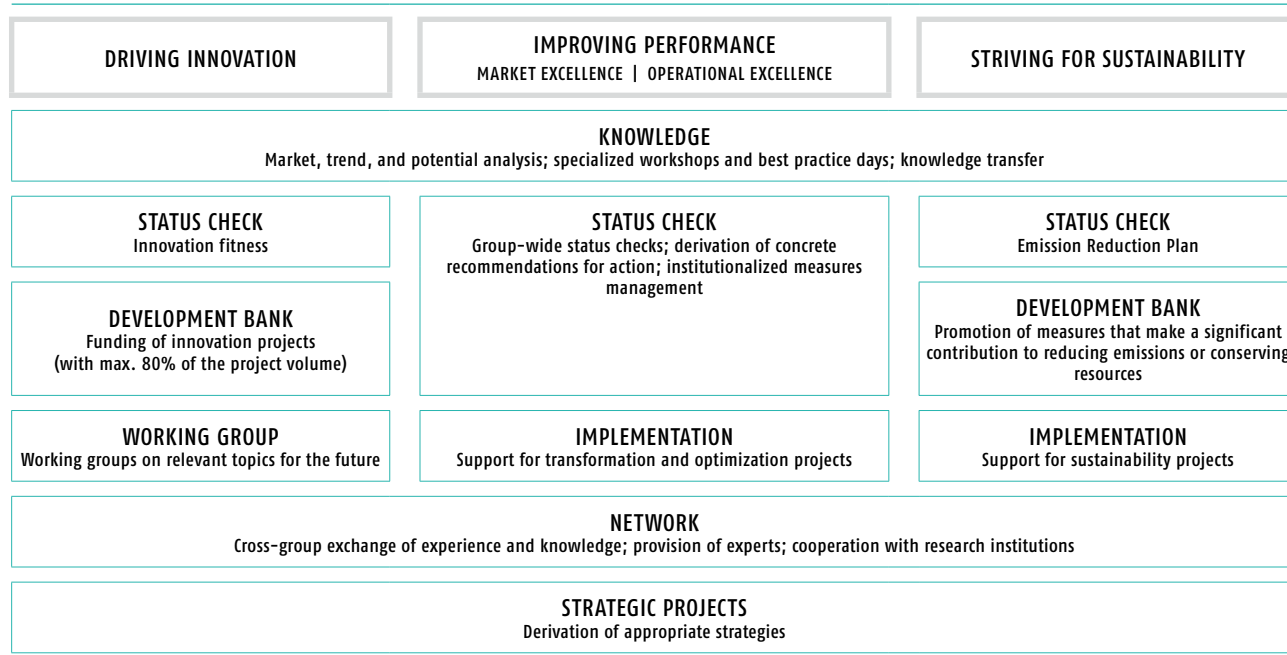 DRIVING INNOVATION
IMPROVING PERFORMANCE
MARKET EXCELLENCE | OPERATIONAL EXCELLENCE
STRIVING FOR SUSTAINABILITY
KNOWLEDGE
Market, trend, and potential analysis; specialized workshops and best practice days; knowledge transfer
STATUS CHECK
Innovation fitness
STATUS CHECK
Group-wide status checks; derivation of concrete
recommendations for action; institutionalized measures
management
STATUS CHECK
Emission Reduction Plan
DEVELOPMENT BANK
Funding of innovation projects
(with max. 80% of the project volume)
DEVELOPMENT BANK
Promotion of measures that make a significant
contribution to reducing emissions or conserving
resources
WORKING GROUP
Working groups on relevant topics for the future
IMPLEMENTATION
Support for transformation and optimization projects
IMPLEMENTATION
Support for sustainability projects
NETWORK
Cross-group exchange of experience and knowledge; provision of experts; cooperation with research institutions
STRATEGIC PROJECTS
Derivation of appropriate strategies